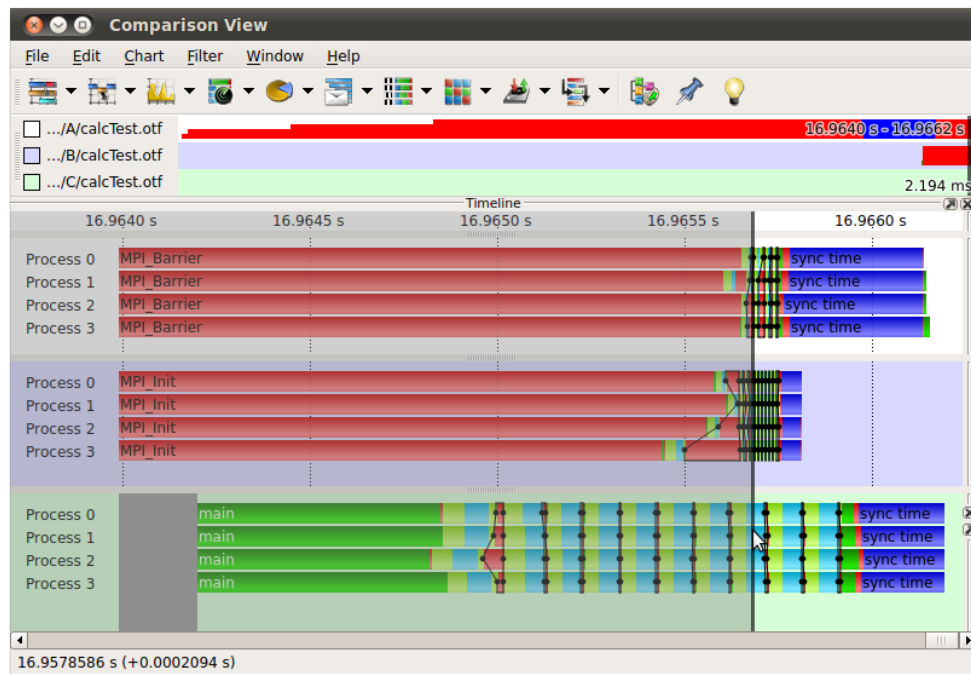 Comparison View
File Edit Chart Filter Window Help
.../A/calcTest.otf 16.9640 s - 16.9662 s
.../B/calcTest.otf
.../C/calcTest.otf 2.194 ms
Timeline
16.9640 s 16.9645 s 16.9650 s 16.9655 s 16.9660 s
Process 0 MPI_Barrier sync time
Process 1 MPI_Barrier sync time
Process 2 MPI_Barrier sync time
Process 3 MPI_Barrier sync time
Process 0 MPI_Init
Process 1 MPI_Init
Process 2 MPI_Init
Process 3 MPI_Init
Process 0 main sync time
Process 1 main sync time
Process 2 main sync time
Process 3 main sync time
16.9578586 s (+0.0002094 s)